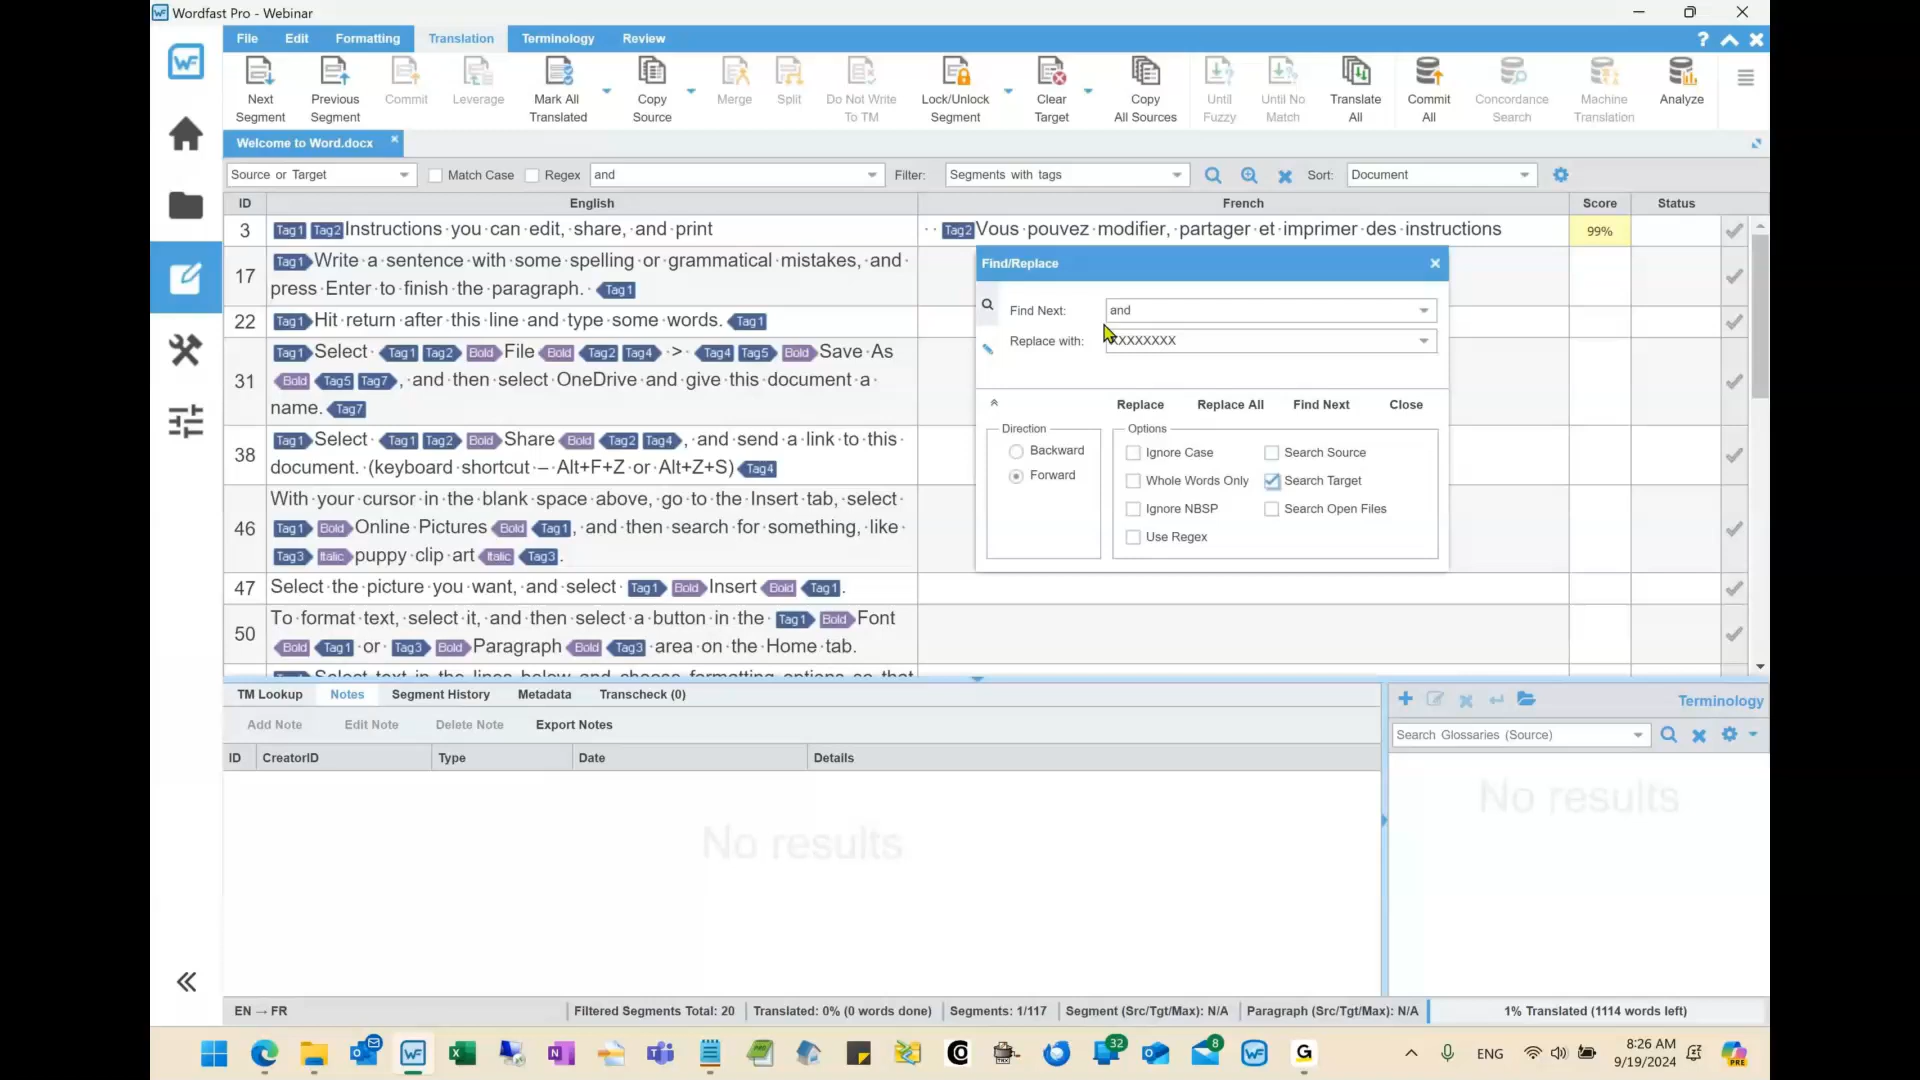 Wordfast Pro - Webinar
File Edit Formatting Translation Terminology Review
Next Segment
Previous Segment
Commit
Leverage
Mark All Translated
Copy Source
Merge
Split
Do Not Write To TM
Lock/Unlock Segment
Clear Target
Copy All Sources
Until Fuzzy
Until No Match
Translate All
Commit All
Concordance Search
Machine Translation
Analyze
Welcome to Word.docx
Source or Target Match Case Regex and Filter: Segments with tags Sort: Document
ID English French Score Status
3 Tag1 Tag2 Instructions·you·can·edit,·share,·and·print ·· Tag2 Vous·pouvez·modifier,·partager·et·imprimer·des·instructions 99%
17 Tag1 Write·a·sentence·with·some·spelling·or·grammatical·mistakes,·and·
press·Enter·to·finish·the·paragraph.· Tag1
22 Tag1 Hit·return·after·this·line·and·type·some·words. Tag1
31 Tag1 Select· Tag1 Tag2 Bold File Bold Tag2 Tag4 ·>· Tag4 Tag5 Bold Save·As
Bold Tag5 Tag7 ,·and·then·select·OneDrive·and·give·this·document·a·
name. Tag7
38 Tag1 Select· Tag1 Tag2 Bold Share Bold Tag2 Tag4 ,·and·send·a·link·to·this·
document.·(keyboard·shortcut·–·Alt+F+Z·or·Alt+Z+S) Tag4
46 With·your·cursor·in·the·blank·space·above,·go·to·the·Insert·tab,·select·
Tag1 Bold Online·Pictures Bold Tag1 ,·and·then·search·for·something,·like·
Tag3 Italic puppy·clip·art Italic Tag3 .
47 Select·the·picture·you·want,·and·select· Tag1 Bold Insert Bold Tag1 .
50 To·format·text,·select·it,·and·then·select·a·button·in·the· Tag1 Bold Font
Bold Tag1 ·or· Tag3 Bold Paragraph Bold Tag3 ·area·on·the·Home·tab.
Find/Replace
Find Next: and
Replace with: XXXXXXXX
Replace Replace All Find Next Close
Direction
Backward
Forward
Options
Ignore Case Search Source
Whole Words Only Search Target
Ignore NBSP Search Open Files
Use Regex
TM Lookup Notes Segment History Metadata Transcheck (0)
Add Note Edit Note Delete Note Export Notes
ID CreatorID Type Date Details
No results
Terminology
Search Glossaries (Source)
No results
EN → FR Filtered Segments Total: 20 Translated: 0% (0 words done) Segments: 1/117 Segment (Src/Tgt/Max): N/A Paragraph (Src/Tgt/Max): N/A 1% Translated (1114 words left)
32
8
ENG
8:26 AM
9/19/2024
PRE